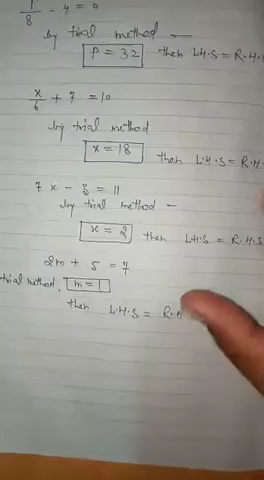 P/8 - 4 = 0
by trial method -
P = 32 then L.H.S = R.H.S
x/6 + 7 = 10
by trial method
x = 18 then L.H.S = R.H.
7x - 3 = 11
by trial method -
x = 2 then L.H.S = R.H.S
2m + 5 = 7
trial method, m = 1
then L.H.S = R.H